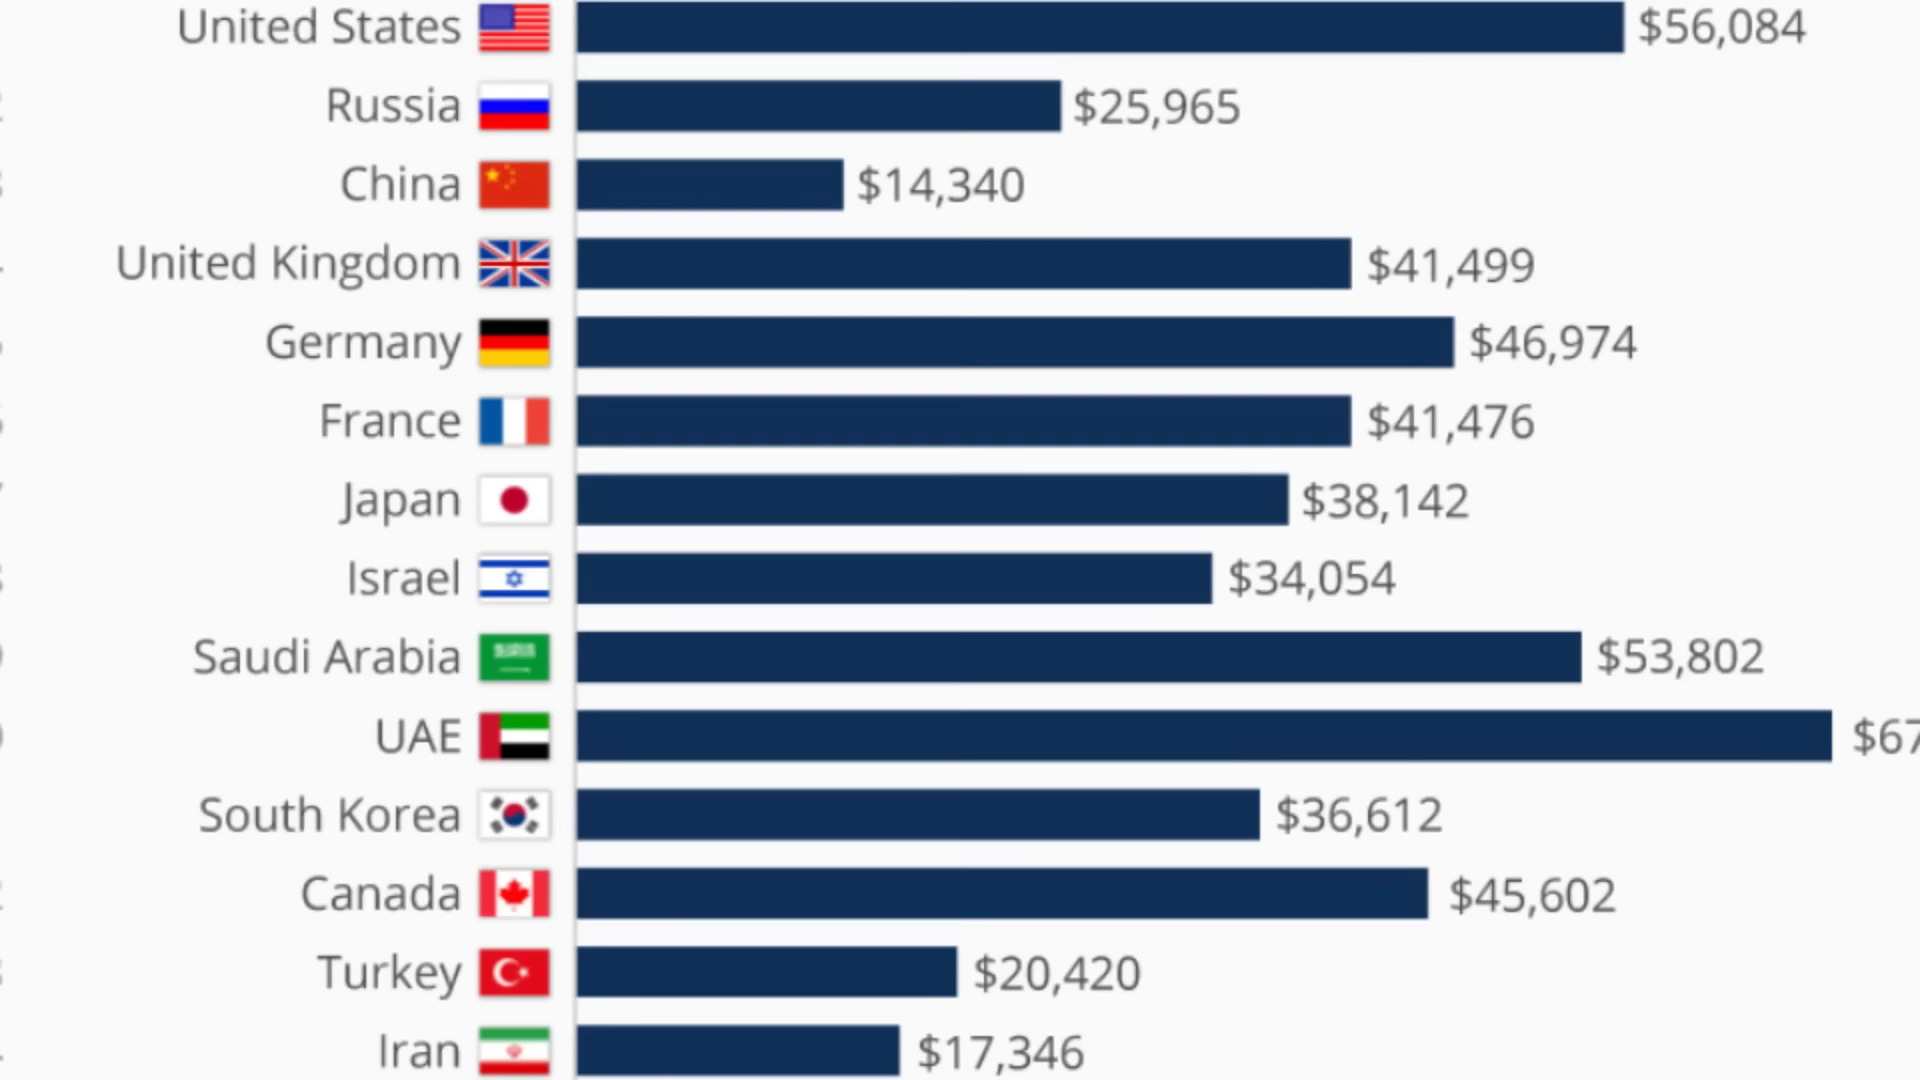 United States $56,084
Russia $25,965
China $14,340
United Kingdom $41,499
Germany $46,974
France $41,476
Japan $38,142
Israel $34,054
Saudi Arabia $53,802
UAE $67
South Korea $36,612
Canada $45,602
Turkey $20,420
Iran $17,346